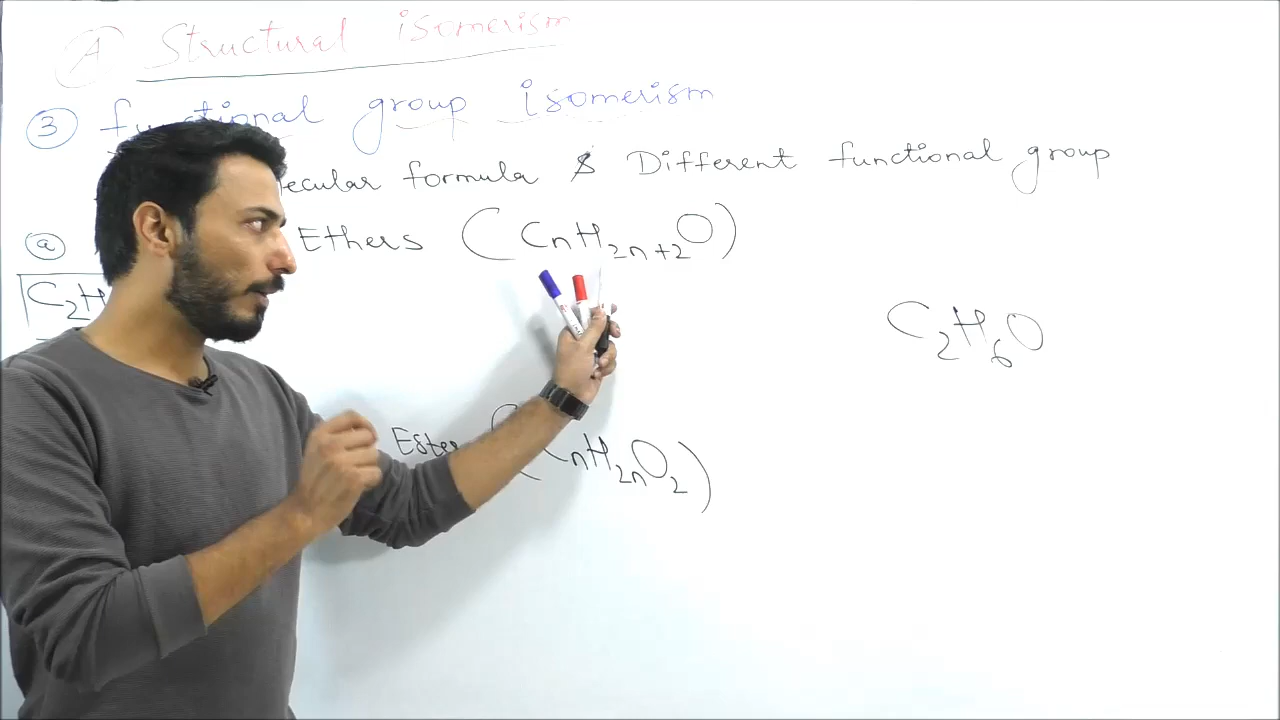 A Structural isomerism
3 functional group isomerism
ecular formula & Different functional group
a Ethers (CnH2n+2O)
C2H
C2H6O
Ester (CnH2nO2)